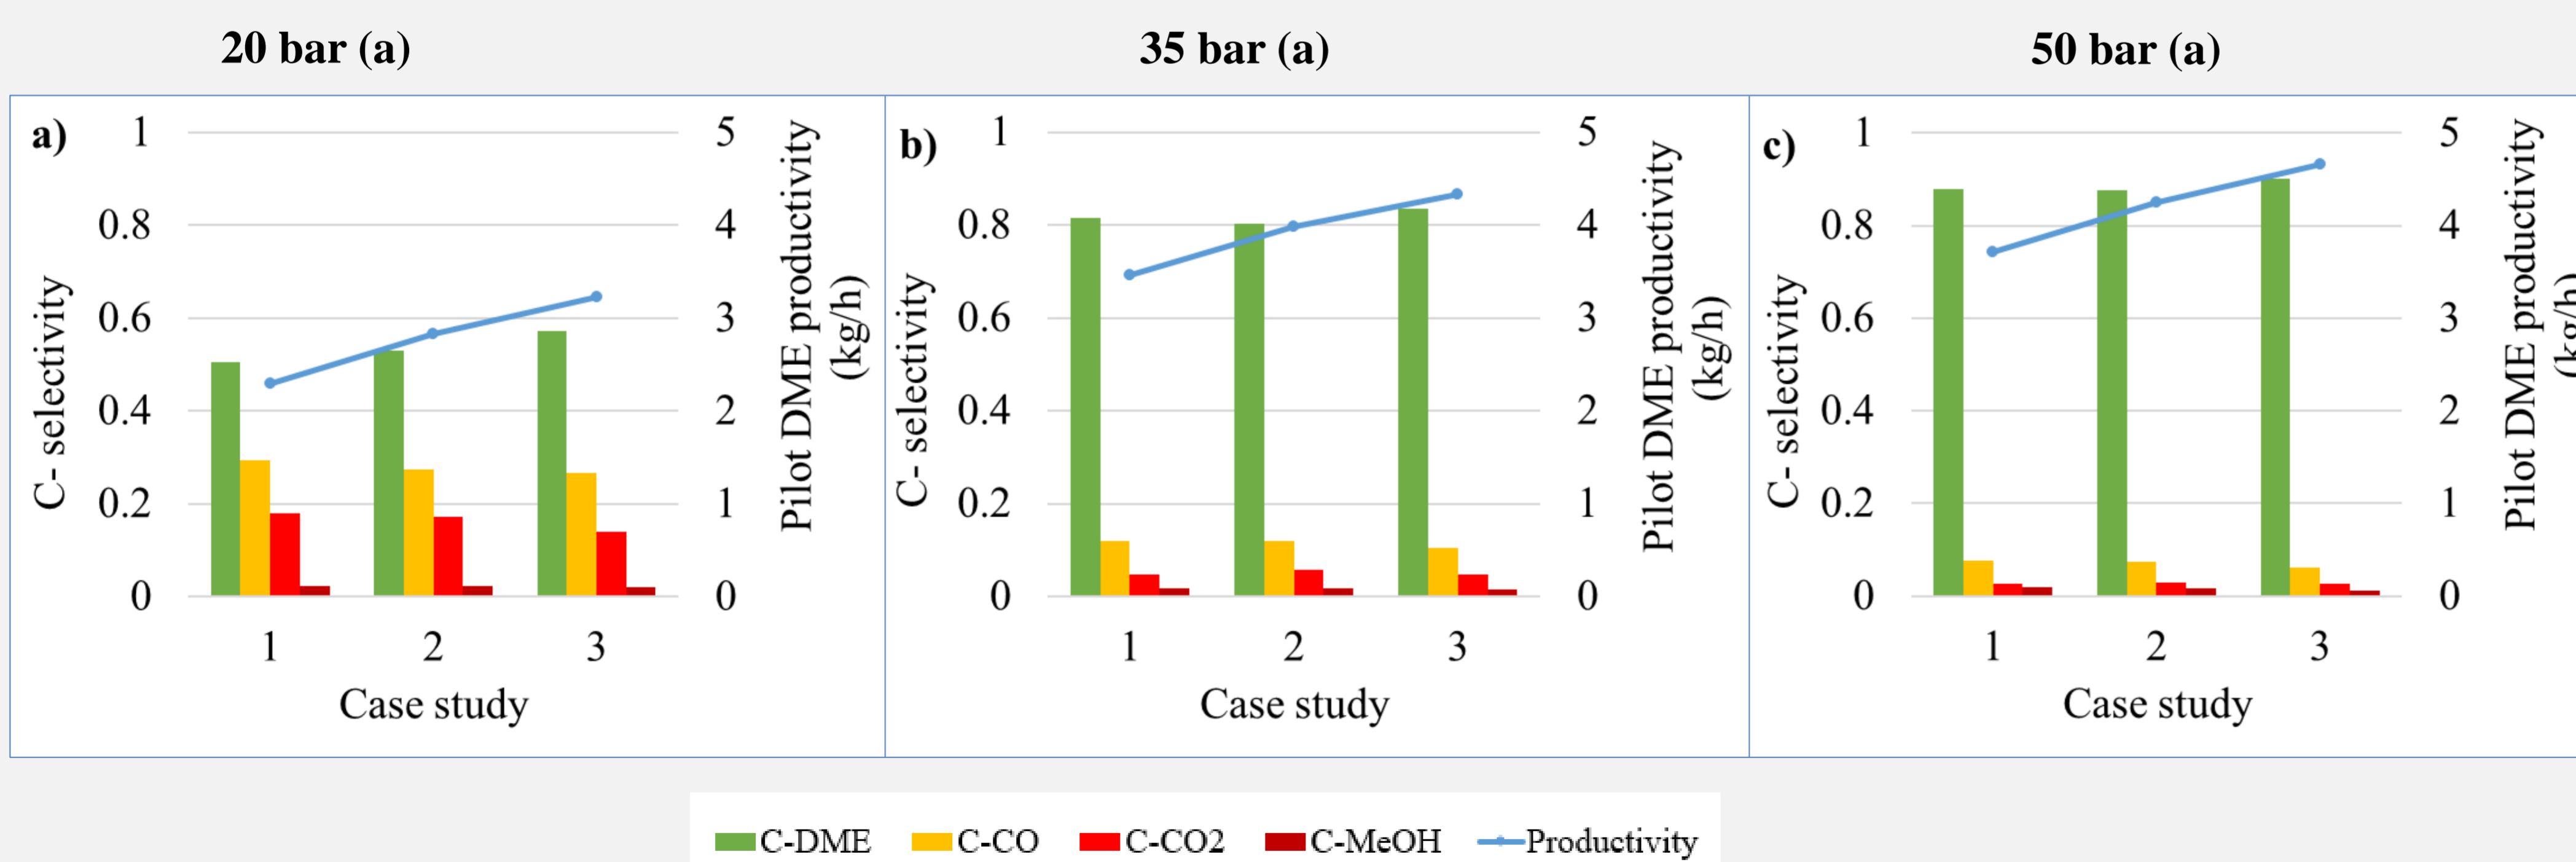 20 bar (a)
35 bar (a)
50 bar (a)
a)
1
0.8
0.6
0.4
0.2
0
C- selectivity
5
4
3
2
1
0
Pilot DME productivity
(kg/h)
1 2 3
Case study
b)
1
0.8
0.6
0.4
0.2
0
C- selectivity
5
4
3
2
1
0
Pilot DME productivity
(kg/h)
1 2 3
Case study
c)
1
0.8
0.6
0.4
0.2
0
C- selectivity
5
4
3
2
1
0
Pilot DME productivity
(kg/h)
1 2 3
Case study
C-DME C-CO C-CO2 C-MeOH Productivity